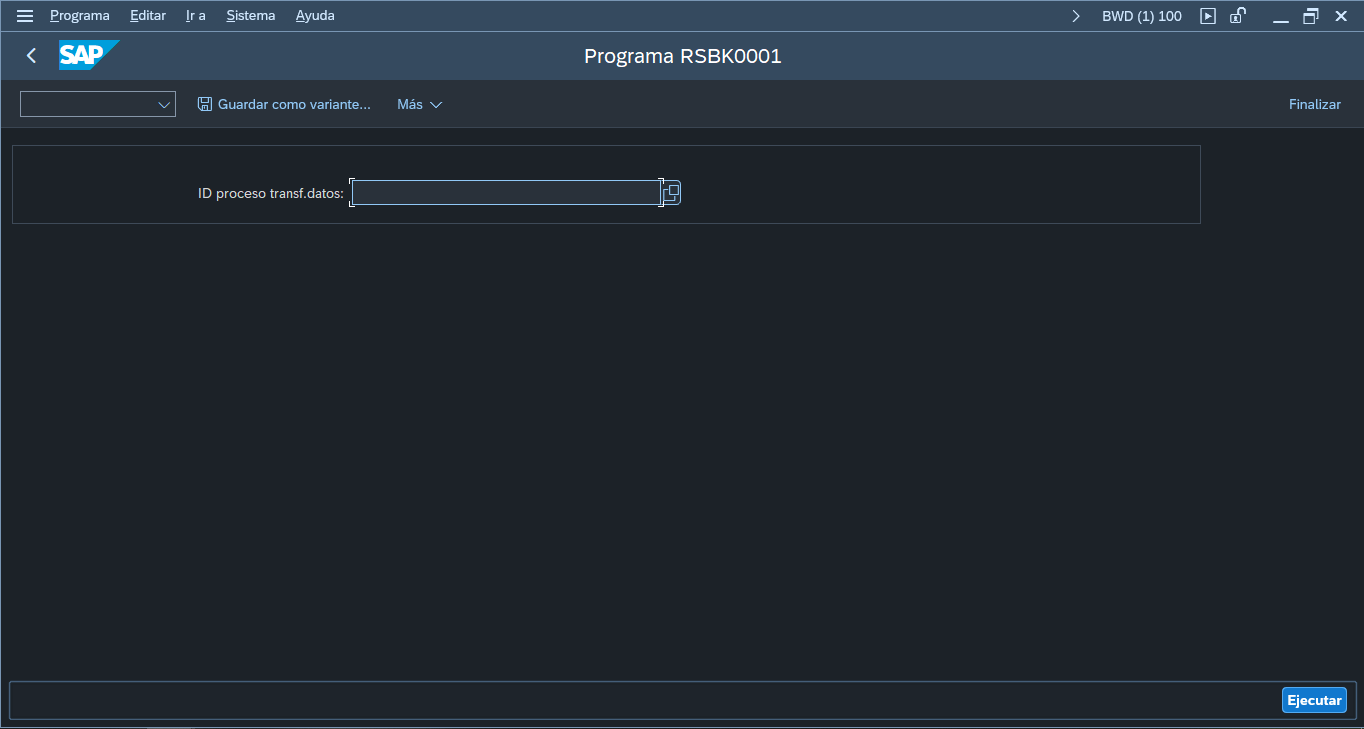 Programa Editar Ir a Sistema Ayuda BWD (1) 100
SAP Programa RSBK0001
Guardar como variante... Más Finalizar
ID proceso transf.datos:
Ejecutar